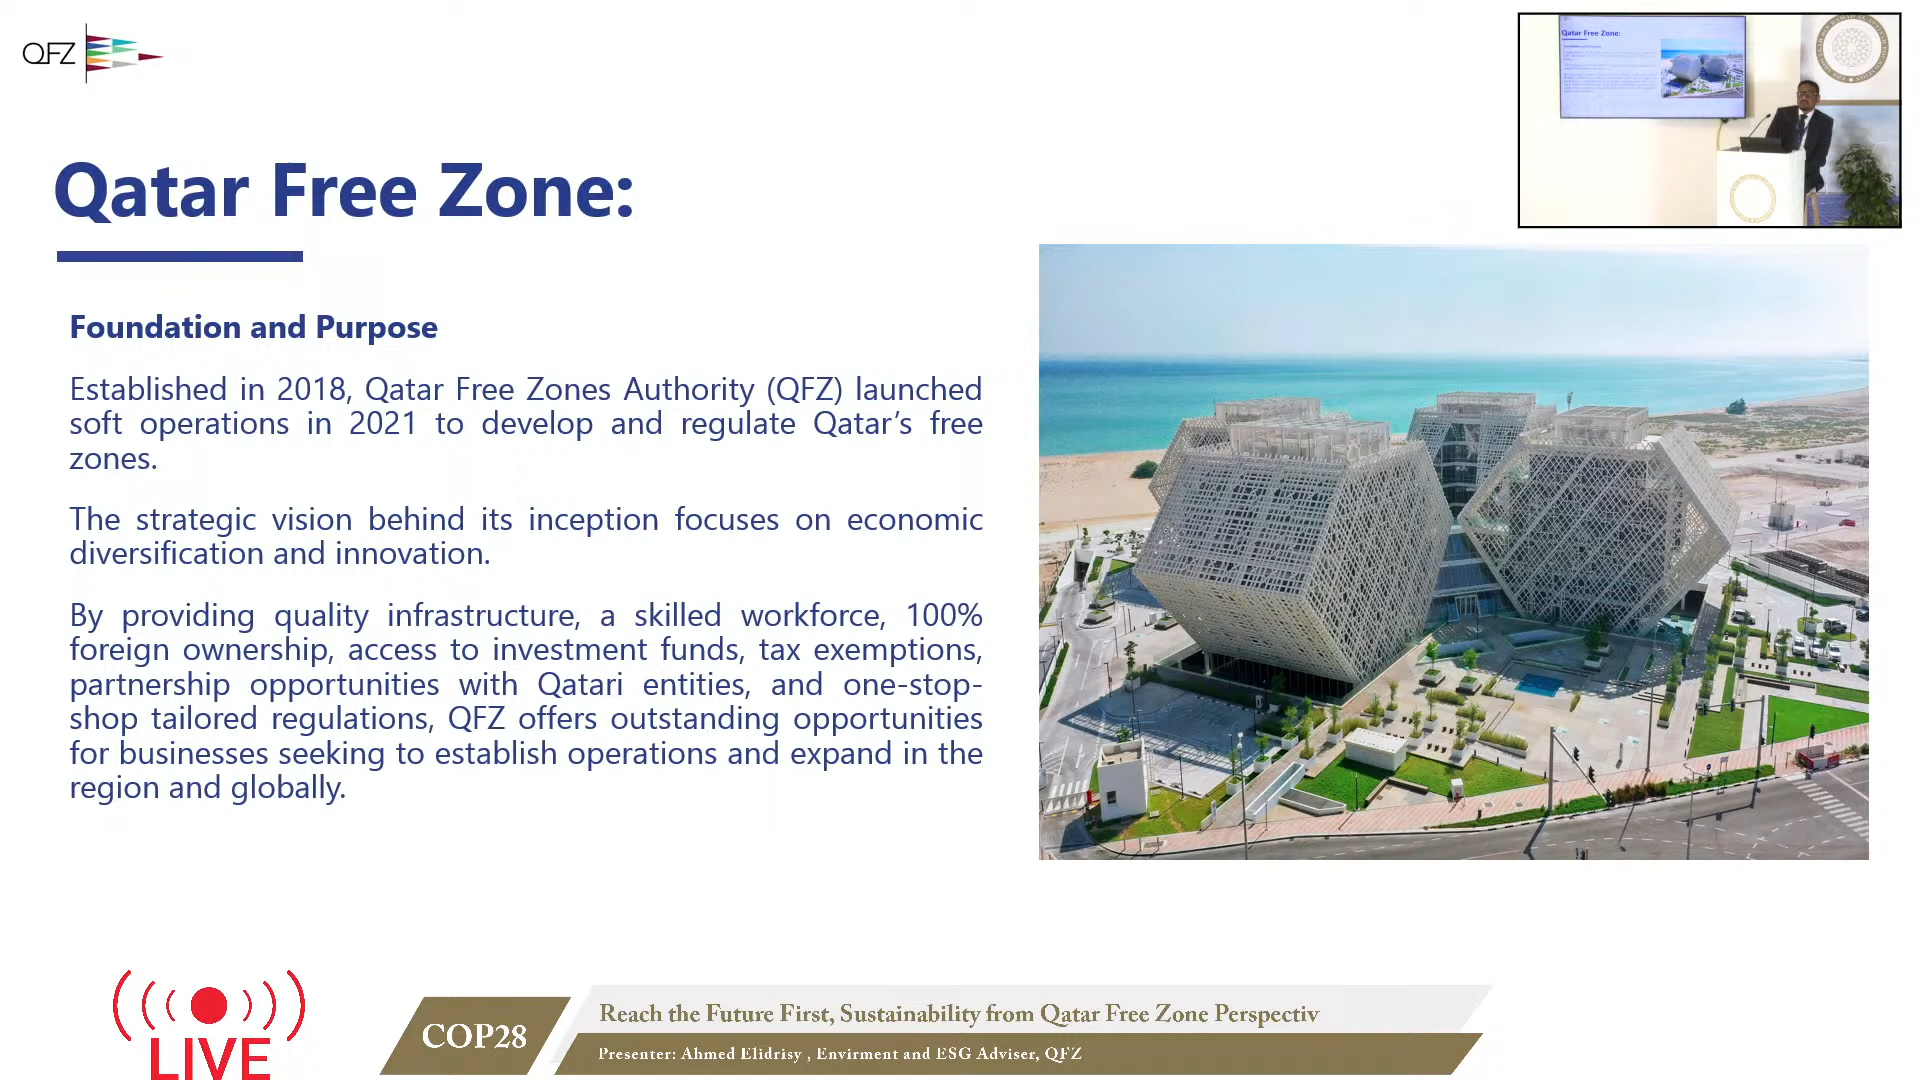 QFZ
Qatar Free Zone:
Qatar Free Zone:
Foundation and Purpose
Established in 2018, Qatar Free Zones Authority (QFZ) launched
soft operations in 2021 to develop and regulate Qatar’s free
zones.
The strategic vision behind its inception focuses on economic
diversification and innovation.
By providing quality infrastructure, a skilled workforce, 100%
foreign ownership, access to investment funds, tax exemptions,
partnership opportunities with Qatari entities, and one-stop-
shop tailored regulations, QFZ offers outstanding opportunities
for businesses seeking to establish operations and expand in the
region and globally.
LIVE
COP28
Reach the Future First, Sustainability from Qatar Free Zone Perspectiv
Presenter: Ahmed Elidrisy , Envirment and ESG Adviser, QFZ